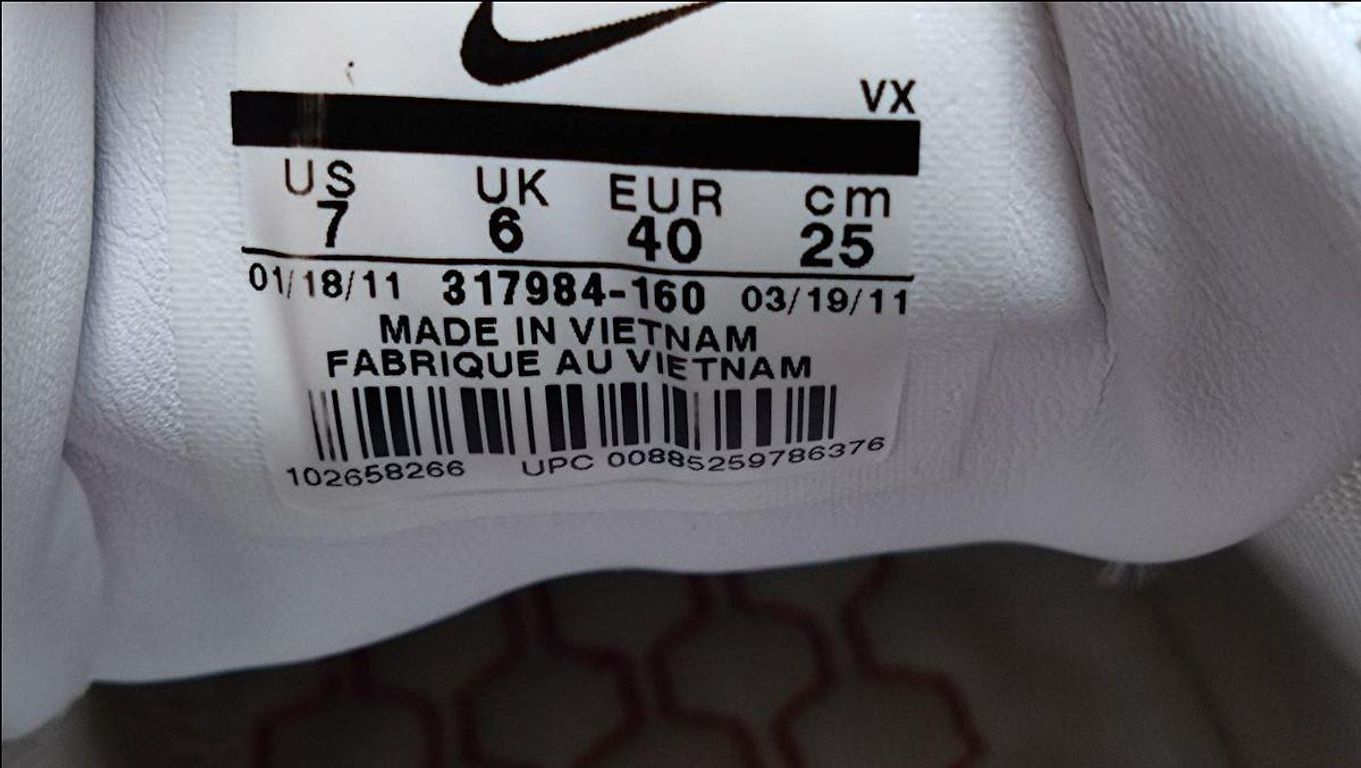 VX
US UK EUR cm
7 6 40 25
01/18/11 317984-160 03/19/11
MADE IN VIETNAM
FABRIQUE AU VIETNAM
102658266 UPC 00885259786376